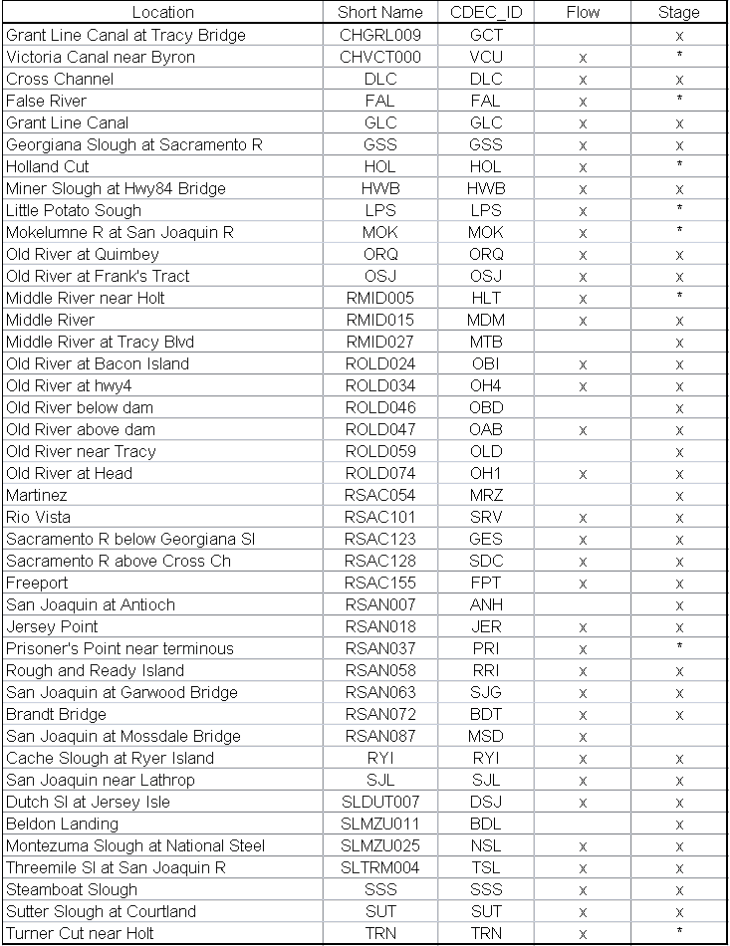 Location Short Name CDEC_ID Flow Stage
Grant Line Canal at Tracy Bridge CHGRL009 GCT x
Victoria Canal near Byron CHVCT000 VCU x *
Cross Channel DLC DLC x x
False River FAL FAL x *
Grant Line Canal GLC GLC x x
Georgiana Slough at Sacramento R GSS GSS x x
Holland Cut HOL HOL x *
Miner Slough at Hwy84 Bridge HWB HWB x x
Little Potato Sough LPS LPS x *
Mokelumne R at San Joaquin R MOK MOK x *
Old River at Quimbey ORQ ORQ x x
Old River at Frank's Tract OSJ OSJ x x
Middle River near Holt RMID005 HLT x *
Middle River RMID015 MDM x x
Middle River at Tracy Blvd RMID027 MTB x
Old River at Bacon Island ROLD024 OBI x x
Old River at hwy4 ROLD034 OH4 x x
Old River below dam ROLD046 OBD x
Old River above dam ROLD047 OAB x x
Old River near Tracy ROLD059 OLD x
Old River at Head ROLD074 OH1 x x
Martinez RSAC054 MRZ x
Rio Vista RSAC101 SRV x x
Sacramento R below Georgiana Sl RSAC123 GES x x
Sacramento R above Cross Ch RSAC128 SDC x x
Freeport RSAC155 FPT x x
San Joaquin at Antioch RSAN007 ANH x
Jersey Point RSAN018 JER x x
Prisoner's Point near terminous RSAN037 PRI x *
Rough and Ready Island RSAN058 RRI x x
San Joaquin at Garwood Bridge RSAN063 SJG x x
Brandt Bridge RSAN072 BDT x x
San Joaquin at Mossdale Bridge RSAN087 MSD x
Cache Slough at Ryer Island RYI RYI x x
San Joaquin near Lathrop SJL SJL x x
Dutch Sl at Jersey Isle SLDUT007 DSJ x x
Beldon Landing SLMZU011 BDL x
Montezuma Slough at National Steel SLMZU025 NSL x x
Threemile Sl at San Joaquin R SLTRM004 TSL x x
Steamboat Slough SSS SSS x x
Sutter Slough at Courtland SUT SUT x x
Turner Cut near Holt TRN TRN x *